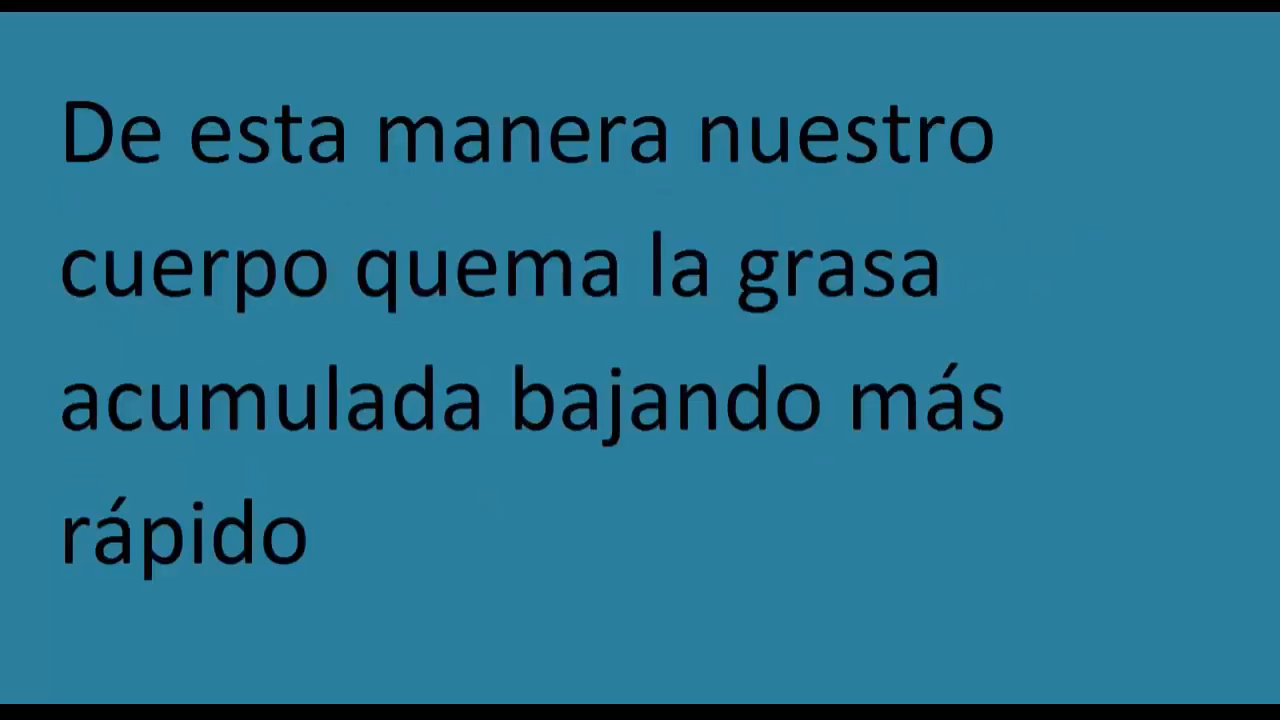 De esta manera nuestro
cuerpo quema la grasa
acumulada bajando más
rápido